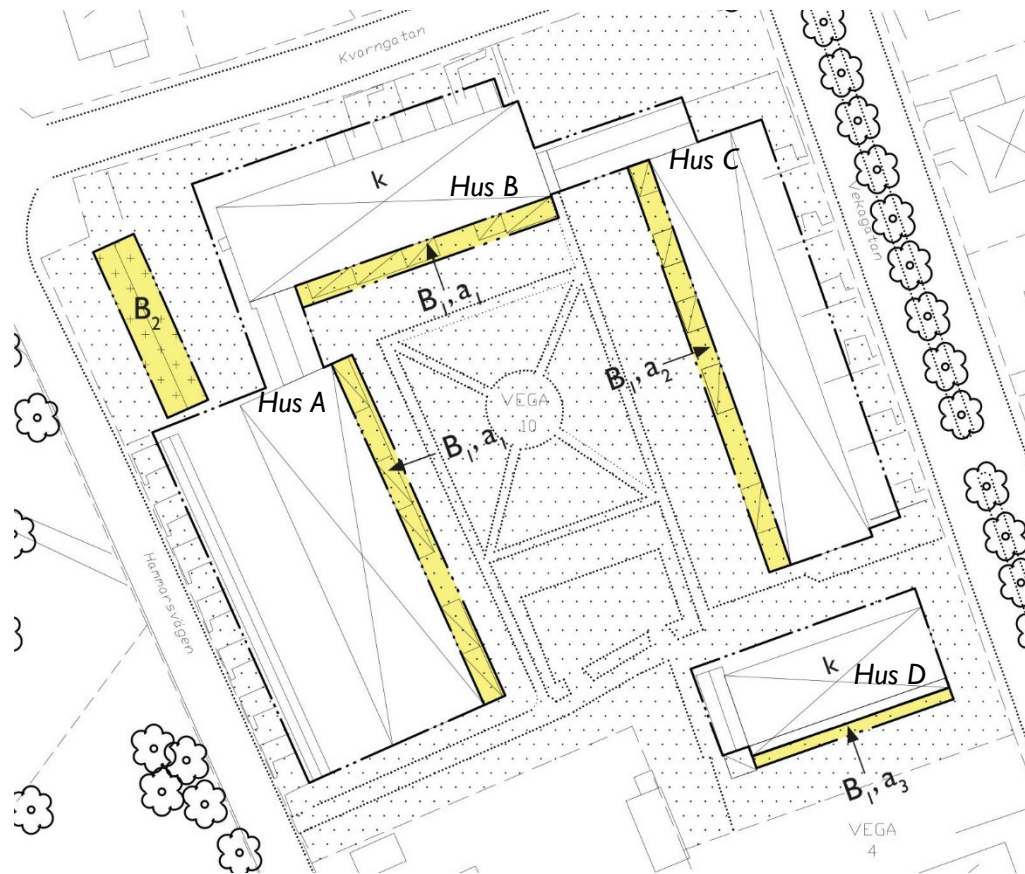 Kvarngatan
k
Hus B
Hus C
Vekagatan
B₂
B₁, a₁
B₁, a₂
Hus A
VEGA
10
B₁, a₁
Hammarsvägen
k
Hus D
B₁, a₃
VEGA
4